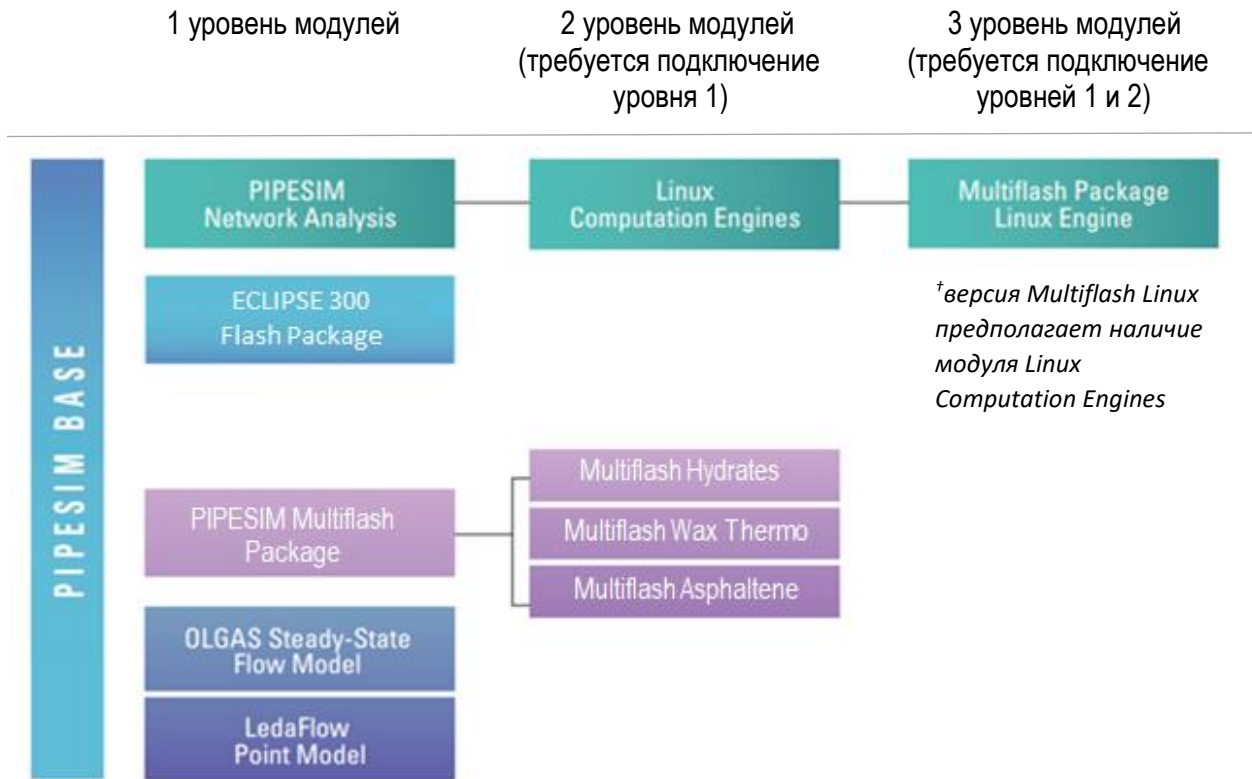 1 уровень модулей
2 уровень модулей
(требуется подключение
уровня 1)
3 уровень модулей
(требуется подключение
уровней 1 и 2)
PIPESIM BASE
PIPESIM
Network Analysis
Linux
Computation Engines
Multiflash Package
Linux Engine
ECLIPSE 300
Flash Package
†версия Multiflash Linux
предполагает наличие
модуля Linux
Computation Engines
PIPESIM Multiflash
Package
Multiflash Hydrates
Multiflash Wax Thermo
Multiflash Asphaltene
OLGAS Steady-State
Flow Model
LedaFlow
Point Model